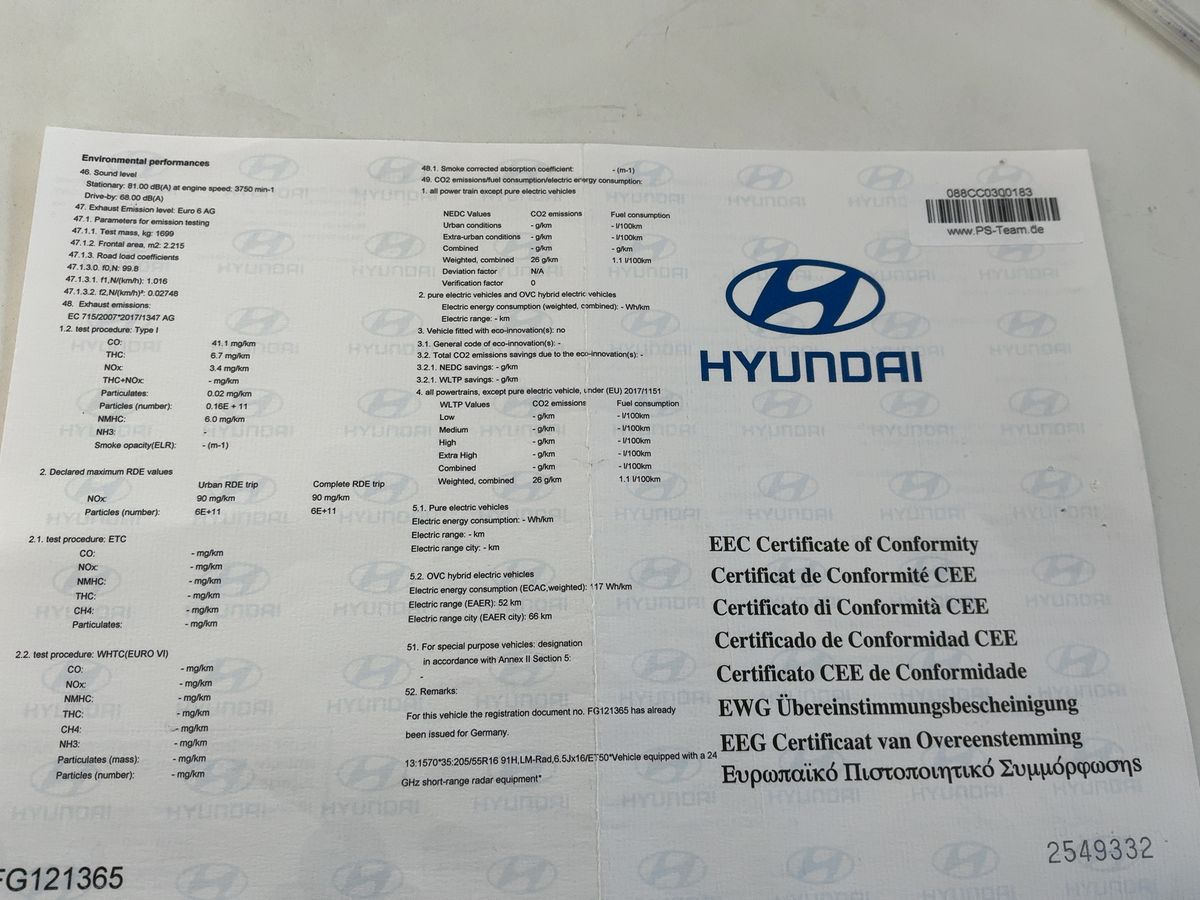 Environmental performances
46. Sound level
Stationary: 81.00 dB(A) at engine speed: 3750 min-1
Drive-by: 68.00 dB(A)
47. Exhaust Emission level: Euro 6 AG
47.1. Parameters for emission testing
47.1.1. Test mass, kg: 1699
47.1.2. Frontal area, m2: 2.215
47.1.3. Road load coefficients
47.1.3.0. f0,N: 99.8
47.1.3.1. f1,N/(km/h): 1.016
47.1.3.2. f2,N/(km/h)²: 0.02748
48. Exhaust emissions:
EC 715/2007*2017/1347 AG
1.2. test procedure: Type I
CO: 41.1 mg/km
THC: 6.7 mg/km
NOx: 3.4 mg/km
THC+NOx: - mg/km
Particulates: 0.02 mg/km
Particles (number): 0.16E + 11
NMHC: 6.0 mg/km
NH3: -
Smoke opacity(ELR): - (m-1)
2. Declared maximum RDE values
Urban RDE trip Complete RDE trip
NOx: 90 mg/km 90 mg/km
Particles (number): 6E+11 6E+11
2.1. test procedure: ETC
CO: - mg/km
NOx: - mg/km
NMHC: - mg/km
THC: - mg/km
CH4: - mg/km
Particulates: - mg/km
2.2. test procedure: WHTC(EURO VI)
CO: - mg/km
NOx: - mg/km
NMHC: - mg/km
THC: - mg/km
CH4: - mg/km
NH3: - mg/km
Particulates (mass): - mg/km
Particles (number): - mg/km
FG121365
48.1. Smoke corrected absorption coefficient: - (m-1)
49. CO2 emissions/fuel consumption/electric energy consumption:
1. all power train except pure electric vehicles
NEDC Values CO2 emissions Fuel consumption
Urban conditions - g/km - l/100km
Extra-urban conditions - g/km - l/100km
Combined - g/km - g/km
Weighted, combined 26 g/km 1.1 l/100km
Deviation factor N/A
Verification factor 0
2. pure electric vehicles and OVC hybrid electric vehicles
Electric energy consumption (weighted, combined): - Wh/km
Electric range: - km
3. Vehicle fitted with eco-innovation(s): no
3.1. General code of eco-innovation(s): -
3.2. Total CO2 emissions savings due to the eco-innovation(s): -
3.2.1. NEDC savings: - g/km
3.2.1. WLTP savings: - g/km
4. all powertrains, except pure electric vehicle, under (EU) 2017/1151
WLTP Values CO2 emissions Fuel consumption
Low - g/km - l/100km
Medium - g/km - l/100km
High - g/km - l/100km
Extra High - g/km - l/100km
Combined - g/km - l/100km
Weighted, combined 26 g/km 1.1 l/100km
5.1. Pure electric vehicles
Electric energy consumption: - Wh/km
Electric range: - km
Electric range city: - km
5.2. OVC hybrid electric vehicles
Electric energy consumption (ECAC,weighted): 117 Wh/km
Electric range (EAER): 52 km
Electric range city (EAER city): 66 km
51. For special purpose vehicles: designation
in accordance with Annex II Section 5:
-
52. Remarks:
For this vehicle the registration document no. FG121365 has already
been issued for Germany.
13:1570*35:205/55R16 91H,LM-Rad,6.5Jx16/ET50*Vehicle equipped with a 24
GHz short-range radar equipment*
088CC0300183
www.PS-Team.de
HYUNDAI
EEC Certificate of Conformity
Certificat de Conformité CEE
Certificato di Conformità CEE
Certificado de Conformidad CEE
Certificato CEE de Conformidade
EWG Übereinstimmungsbescheinigung
EEG Certificaat van Overeenstemming
Ευρωπαϊκό Πιστοποιητικό Συμμόρφωσης
2549332